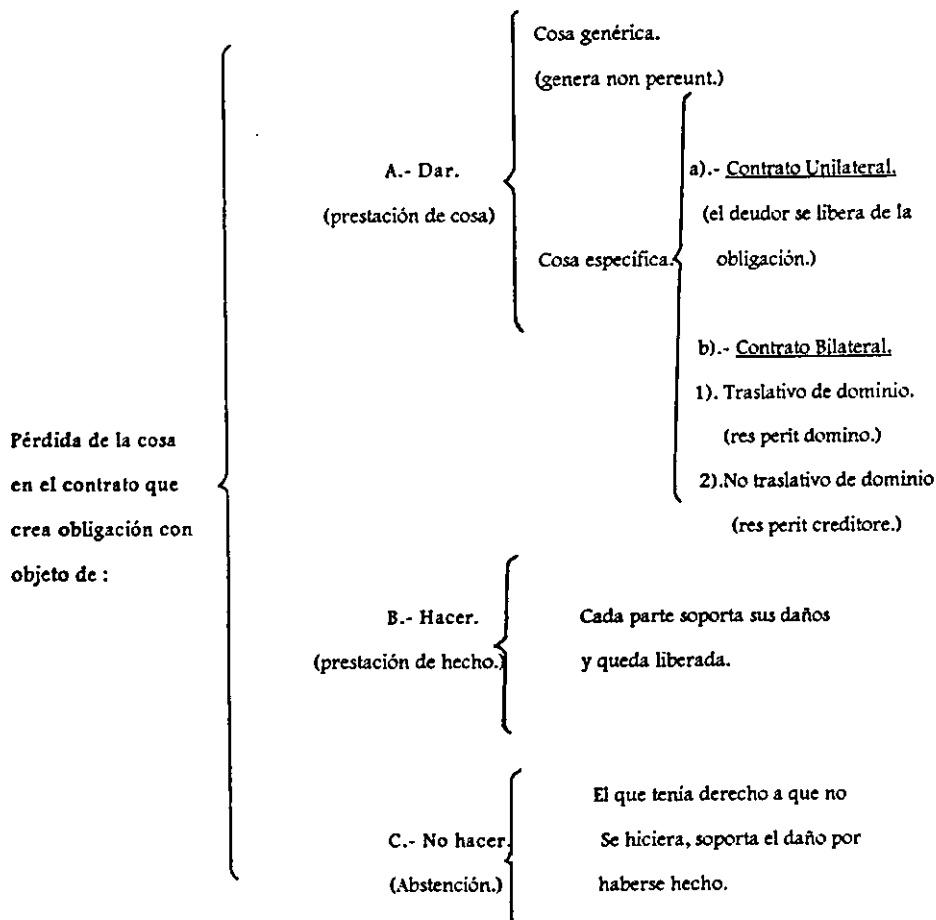 Pérdida de la cosa
en el contrato que
crea obligación con
objeto de :
A.- Dar.
(prestación de cosa)
Cosa genérica.
(genera non pereunt.)
Cosa específica.
a).- Contrato Unilateral.
(el deudor se libera de la
obligación.)
b).- Contrato Bilateral.
1). Traslativo de dominio.
(res perit domino.)
2).No traslativo de dominio
(res perit creditore.)
B.- Hacer.
(prestación de hecho.)
Cada parte soporta sus daños
y queda liberada.
C.- No hacer.
(Abstención.)
El que tenía derecho a que no
Se hiciera, soporta el daño por
haberse hecho.